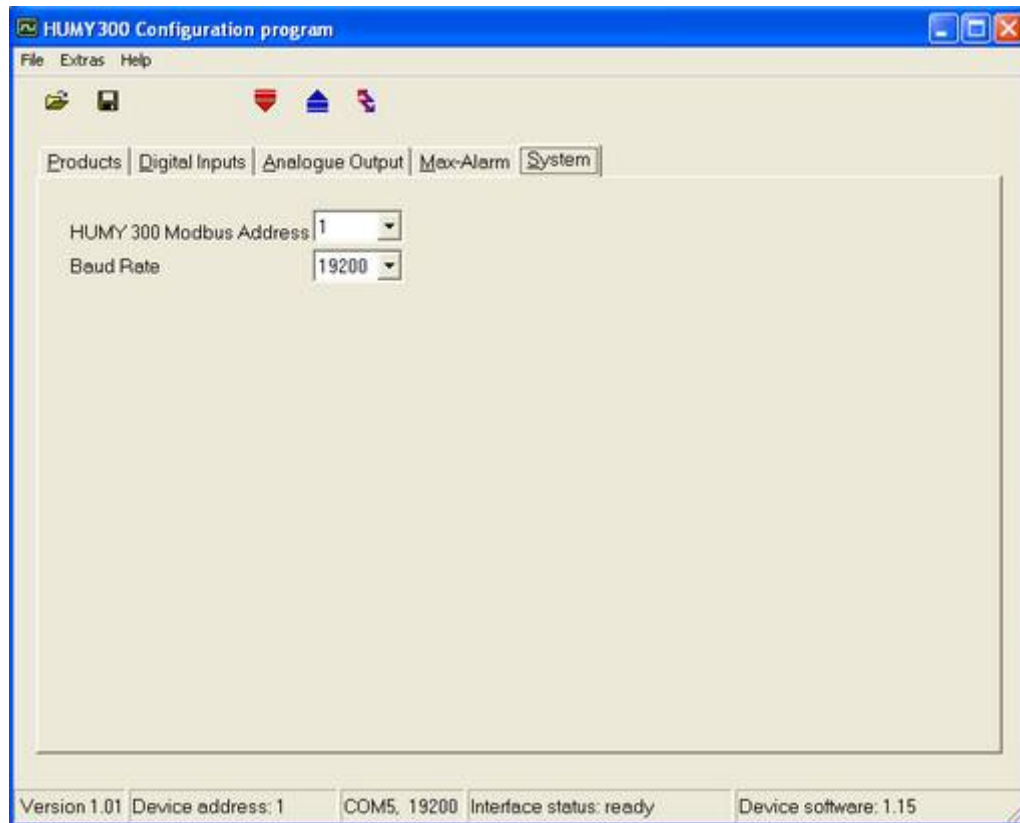 HUMY300 Configuration program
File Extras Help
Products Digital Inputs Analogue Output Max-Alarm System
HUMY 300 Modbus Address 1
Baud Rate 19200
Version 1.01 Device address: 1 COM5, 19200 Interface status: ready Device software: 1.15